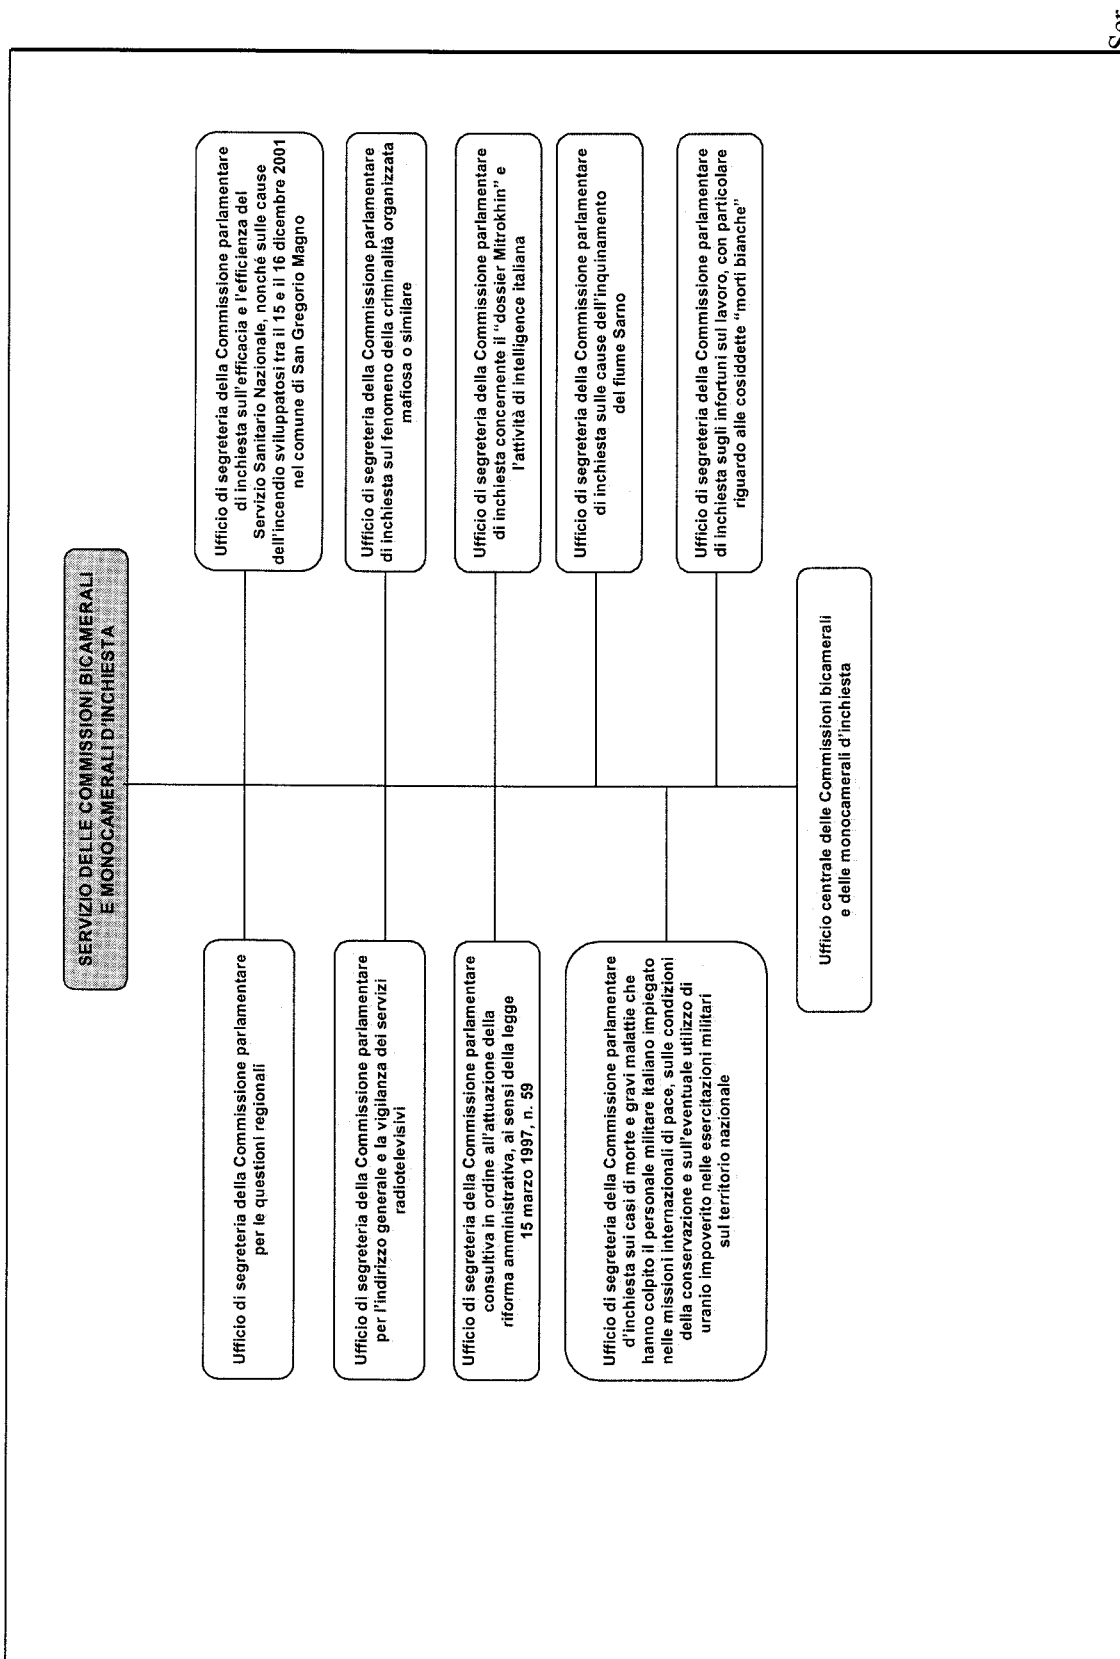 SERVIZIO DELLE COMMISSIONI BICAMERALI
E MONOCAMERALI D'INCHIESTA
Ufficio di segreteria della Commissione parlamentare
per le questioni regionali
Ufficio di segreteria della Commissione parlamentare
per l'indirizzo generale e la vigilanza dei servizi
radiotelevisivi
Ufficio di segreteria della Commissione parlamentare
consultiva in ordine all'attuazione della
riforma amministrativa, ai sensi della legge
15 marzo 1997, n. 59
Ufficio di segreteria della Commissione parlamentare
d'inchiesta sui casi di morte e gravi malattie che
hanno colpito il personale militare italiano impiegato
nelle missioni internazionali di pace, sulle condizioni
della conservazione e sull'eventuale utilizzo di
uranio impoverito nelle esercitazioni militari
sul territorio nazionale
Ufficio di segreteria della Commissione parlamentare
di inchiesta sull'efficacia e l'efficienza del
Servizio Sanitario Nazionale, nonché sulle cause
dell'incendio sviluppatosi tra il 15 e il 16 dicembre 2001
nel comune di San Gregorio Magno
Ufficio di segreteria della Commissione parlamentare
di inchiesta sul fenomeno della criminalità organizzata
mafiosa o similare
Ufficio di segreteria della Commissione parlamentare
di inchiesta concernente il "dossier Mitrokhin" e
l'attività di intelligence italiana
Ufficio di segreteria della Commissione parlamentare
di inchiesta sulle cause dell'inquinamento
del fiume Sarno
Ufficio di segreteria della Commissione parlamentare
di inchiesta sugli infortuni sul lavoro, con particolare
riguardo alle cosiddette "morti bianche"
Ufficio centrale delle Commissioni bicamerali
e delle monocamerali d'inchiesta